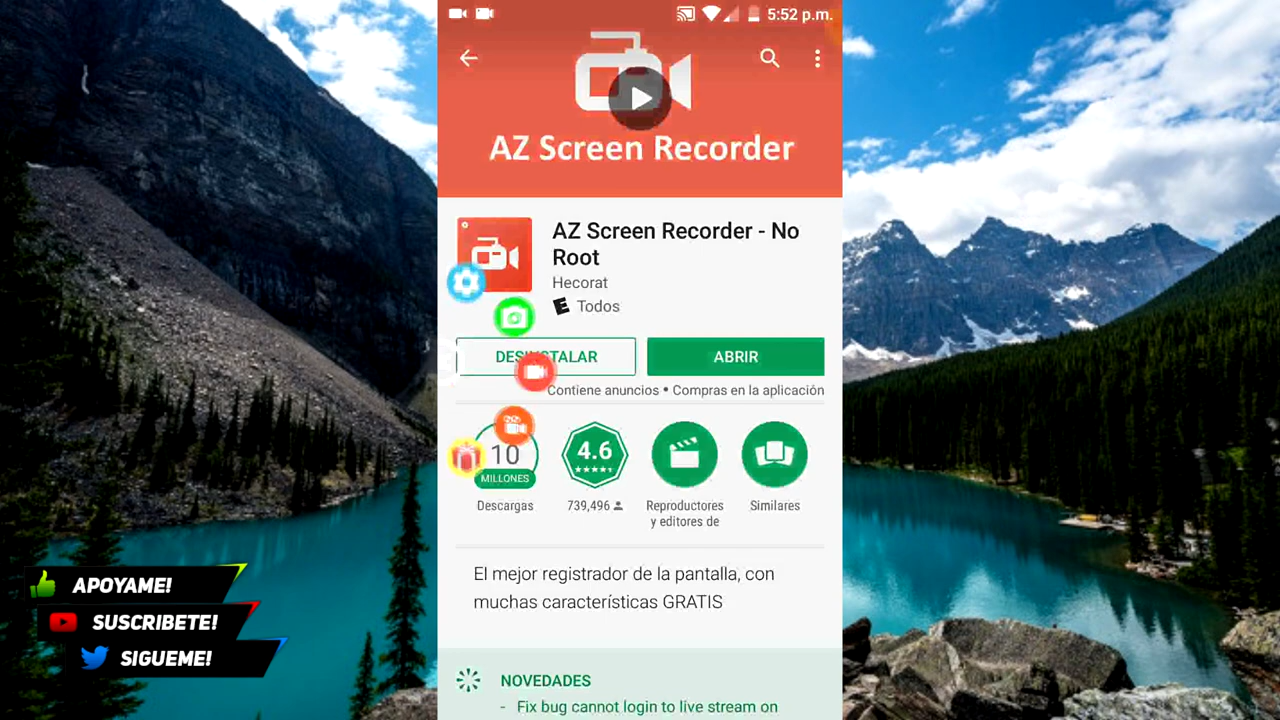 5:52 p.m.
AZ Screen Recorder
AZ Screen Recorder - No
Root
Hecorat
E Todos
DESINSTALAR
ABRIR
Contiene anuncios • Compras en la aplicación
10
MILLONES
4.6
Descargas
739,496
Reproductores
y editores de
Similares
El mejor registrador de la pantalla, con
muchas características GRATIS
NOVEDADES
- Fix bug cannot login to live stream on
APOYAME!
SUSCRIBETE!
SIGUEME!